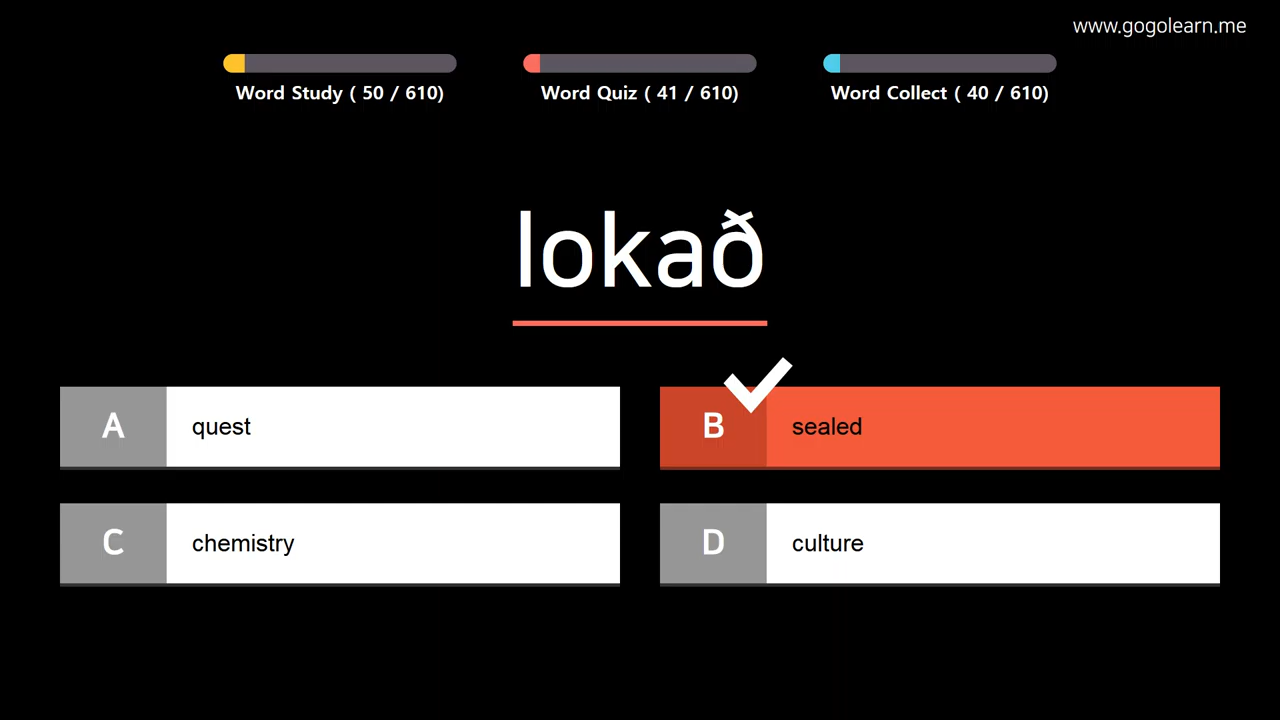 www.gogolearn.me
Word Study ( 50 / 610)
Word Quiz ( 41 / 610)
Word Collect ( 40 / 610)
lokað
A quest
B sealed
C chemistry
D culture